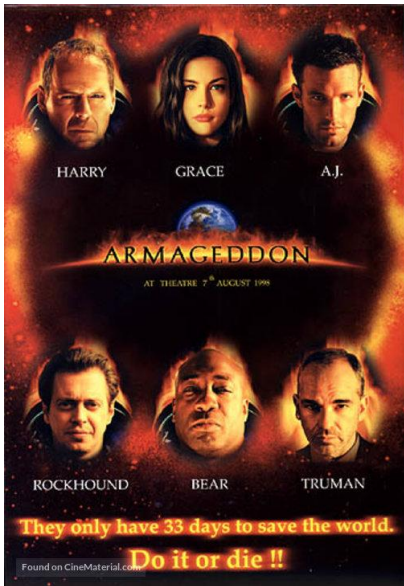 HARRY GRACE A.J.
ARMAGEDDON
AT THEATRE 7th AUGUST 1998
ROCKHOUND BEAR TRUMAN
They only have 33 days to save the world.
Do it or die !!
Found on CineMaterial.com